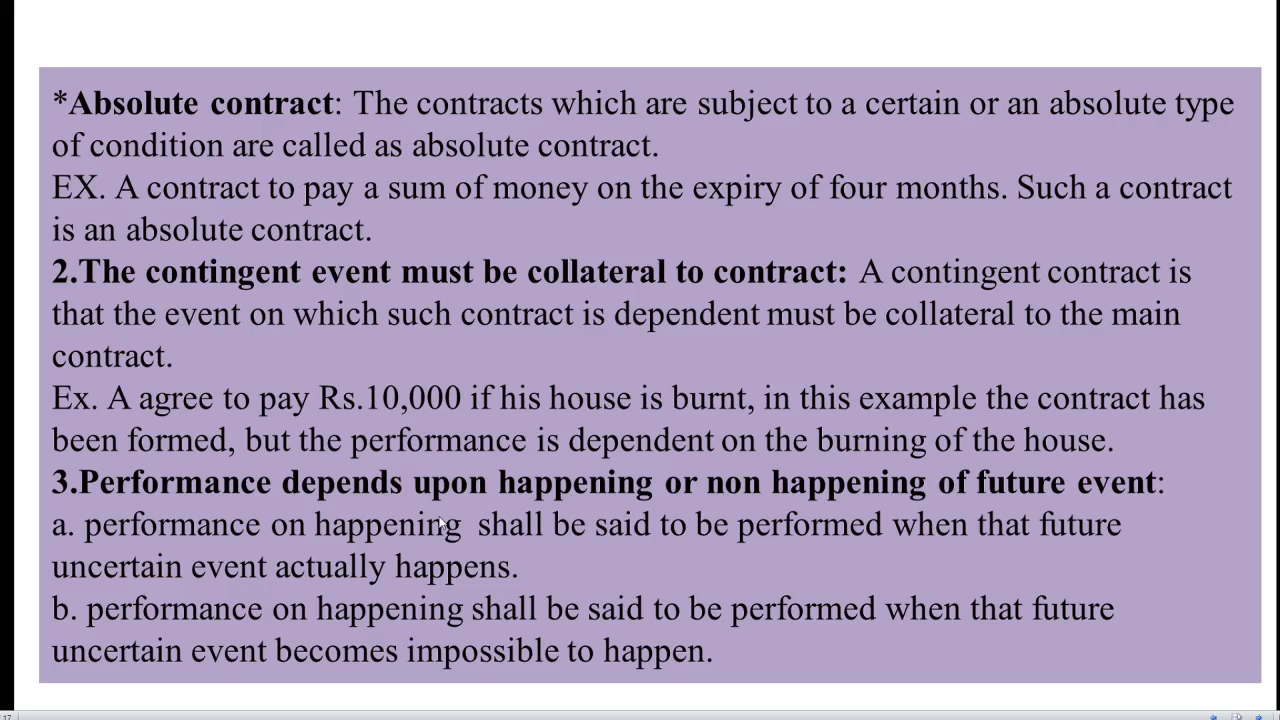 *Absolute contract: The contracts which are subject to a certain or an absolute type
of condition are called as absolute contract.
EX. A contract to pay a sum of money on the expiry of four months. Such a contract
is an absolute contract.
2.The contingent event must be collateral to contract: A contingent contract is
that the event on which such contract is dependent must be collateral to the main
contract.
Ex. A agree to pay Rs.10,000 if his house is burnt, in this example the contract has
been formed, but the performance is dependent on the burning of the house.
3.Performance depends upon happening or non happening of future event:
a. performance on happening shall be said to be performed when that future
uncertain event actually happens.
b. performance on happening shall be said to be performed when that future
uncertain event becomes impossible to happen.
17